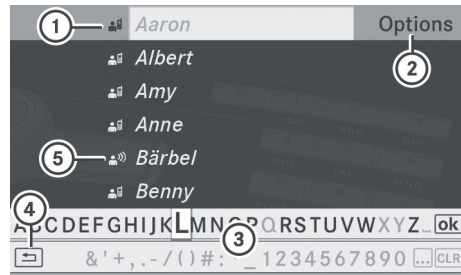 1 Aaron Options
2
Albert
Amy
Anne
5 Bärbel
4 Benny
ABCDEFGHIJKLMNOPQRSTUVWXYZ_ ok
3
&'+,.-/()#:*_1234567890 ... CLR